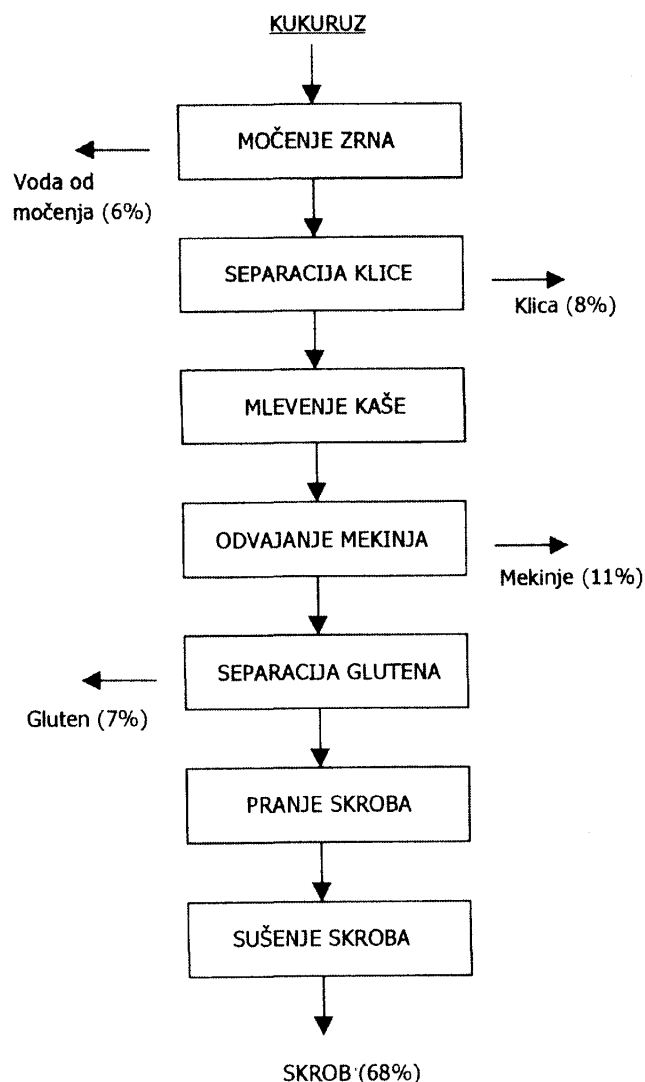 KUKURUZ
MOČENJE ZRNA
Voda od
močenja (6%)
SEPARACIJA KLICE
Klica (8%)
MLEVENJE KAŠE
ODVAJANJE MEKINJA
Mekinje (11%)
SEPARACIJA GLUTENA
Gluten (7%)
PRANJE SKROBA
SUŠENJE SKROBA
SKROB (68%)